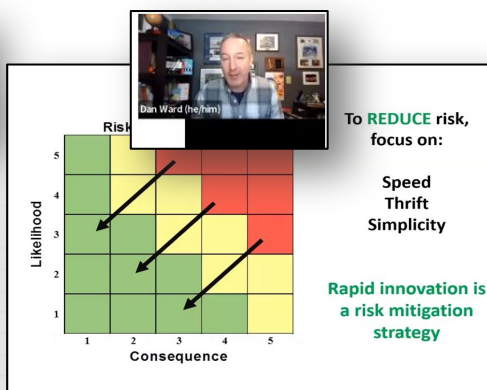 Dan Ward (he/him)
Risk
5
4
3
2
1
Likelihood
1 2 3 4 5
Consequence
To REDUCE risk,
focus on:
Speed
Thrift
Simplicity
Rapid innovation is
a risk mitigation
strategy